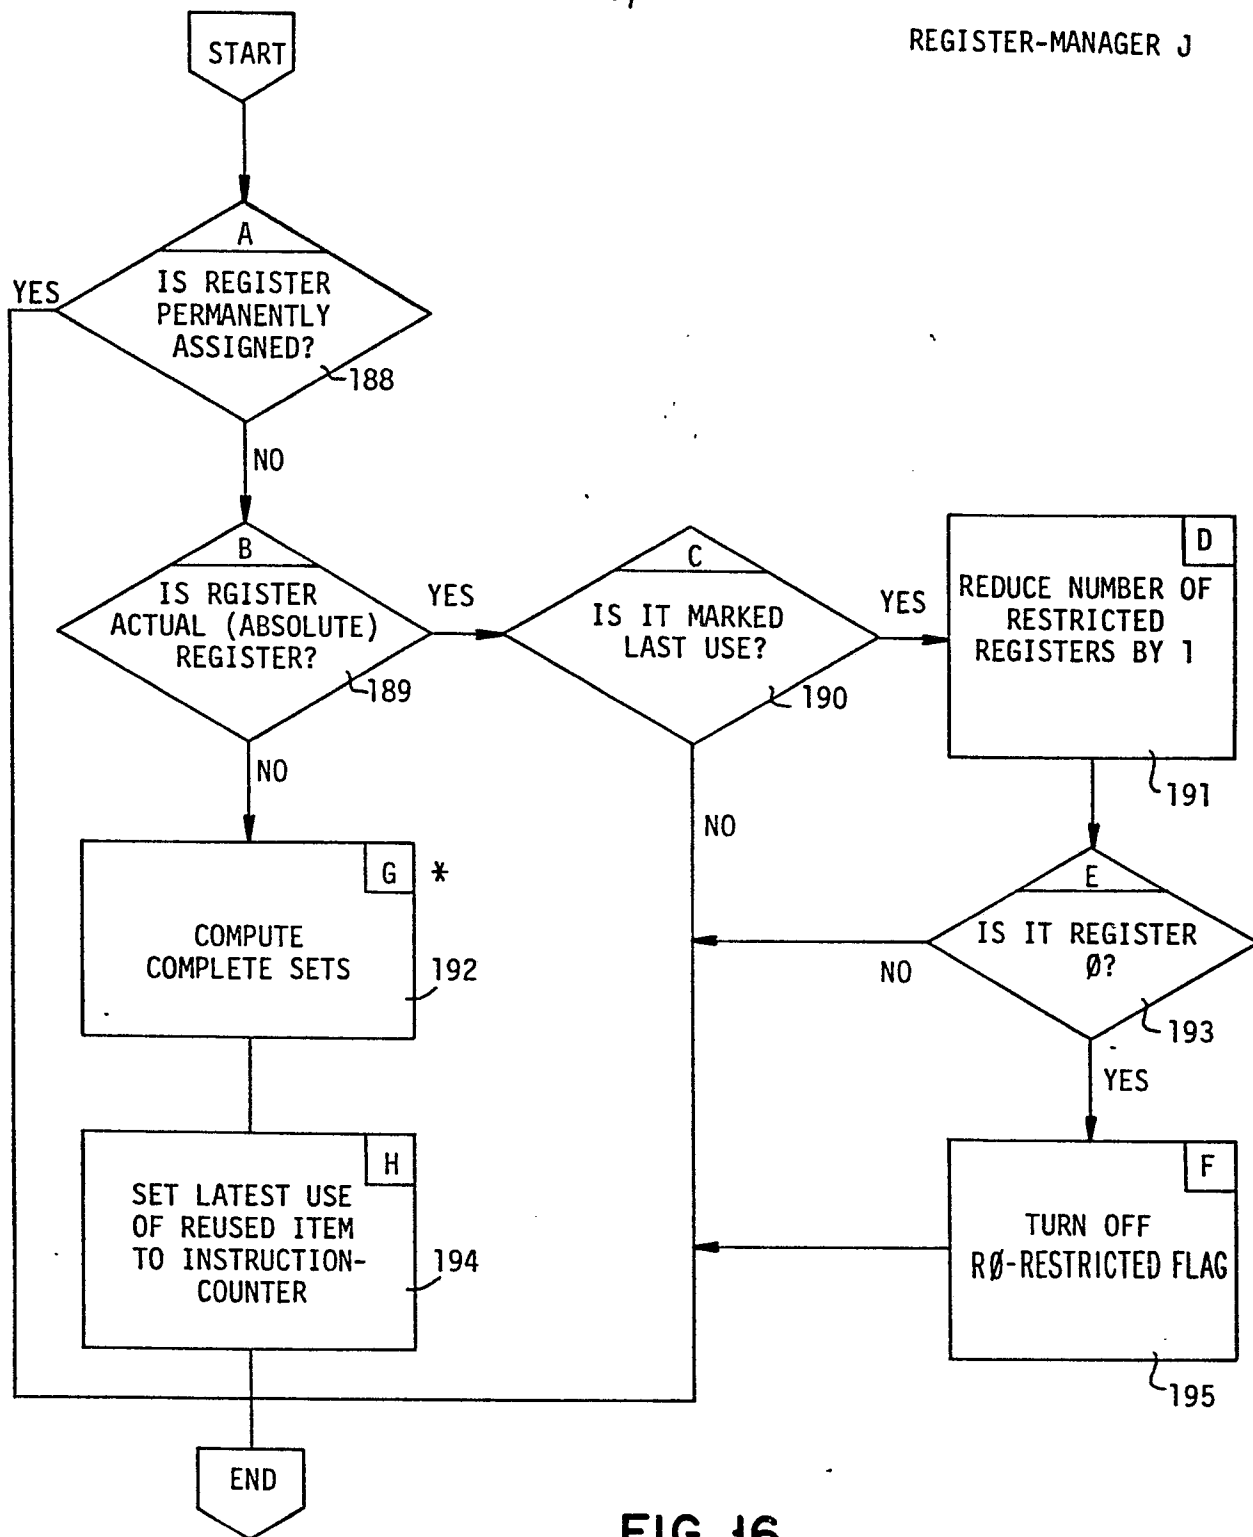 REGISTER-MANAGER J
START
A
IS REGISTER
PERMANENTLY
ASSIGNED?
188
YES
NO
B
IS RGISTER
ACTUAL (ABSOLUTE)
REGISTER?
189
YES
NO
C
IS IT MARKED
LAST USE?
190
YES
NO
D
REDUCE NUMBER OF
RESTRICTED
REGISTERS BY 1
191
G *
COMPUTE
COMPLETE SETS
192
E
IS IT REGISTER
Ø?
193
NO
YES
H
SET LATEST USE
OF REUSED ITEM
TO INSTRUCTION-
COUNTER
194
F
TURN OFF
RØ-RESTRICTED FLAG
195
END
FIG. 16